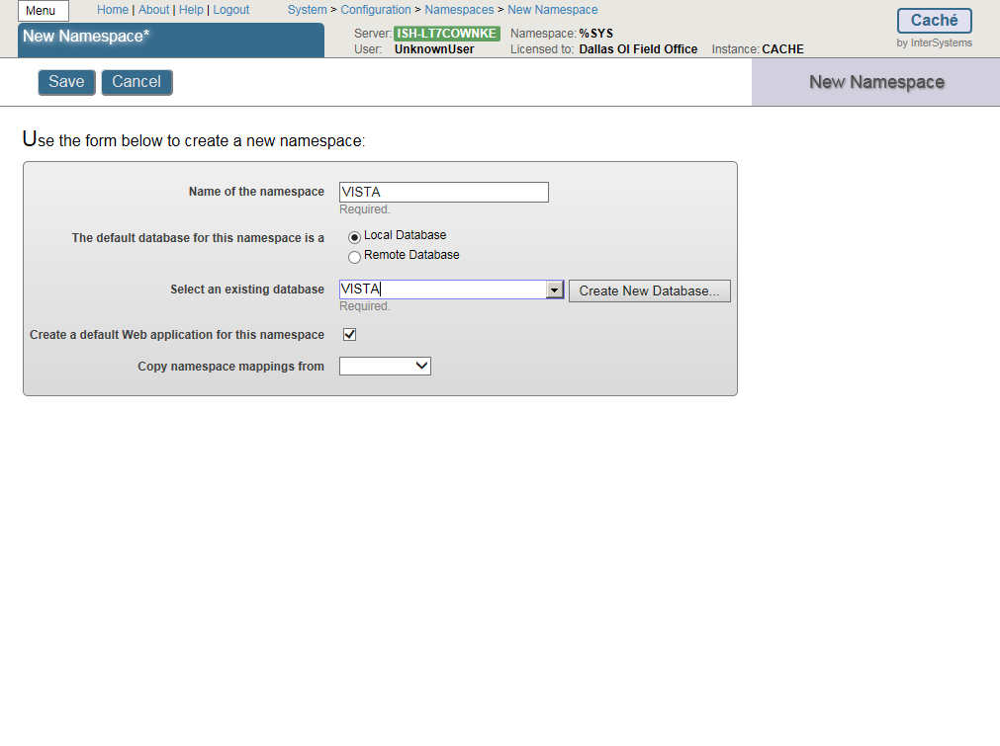 Menu
Home | About | Help | Logout
System > Configuration > Namespaces > New Namespace
New Namespace*
Server: ISH-LT7COWNKE Namespace: %SYS
User: UnknownUser Licensed to: Dallas OI Field Office Instance: CACHE
Caché
by InterSystems
Save Cancel
New Namespace
Use the form below to create a new namespace:
Name of the namespace VISTA
Required.
The default database for this namespace is a Local Database
Remote Database
Select an existing database VISTA Create New Database...
Required.
Create a default Web application for this namespace
Copy namespace mappings from